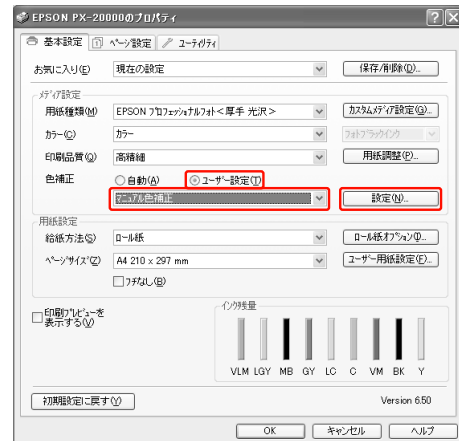 EPSON PX-20000のプロパティ
基本設定 ページ設定 ユーティリティ
お気に入り(E) 現在の設定 保存/削除(D)...
メディア設定
用紙種類(M) EPSON プロフェッショナルフォト<厚手 光沢> カスタムメディア設定(G)...
カラー(C) カラー フォトブラックインク
印刷品質(Q) 高精細 用紙調整(P)...
色補正 自動(A) ユーザー設定(T)
マニュアル色補正 設定(N)...
用紙設定
給紙方法(S) ロール紙 ロール紙オプション(I)...
ページサイズ(Z) A4 210 x 297 mm ユーザー用紙設定(F)...
フチなし(B)
印刷プレビューを
表示する(V)
インク残量
VLM LGY MB GY LC C VM BK Y
初期設定に戻す(Y) Version 6.50
OK キャンセル ヘルプ